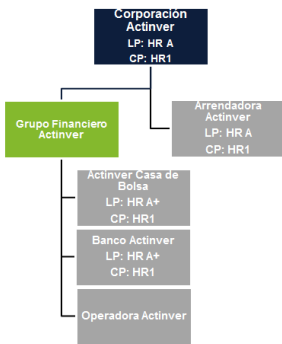 Corporación
Actinver
LP: HR A
CP: HR1
Grupo Financiero
Actinver
Arrendadora
Actinver
LP: HR A
CP: HR1
Actinver Casa de
Bolsa
LP: HR A+
CP: HR1
Banco Actinver
LP: HR A+
CP: HR1
Operadora Actinver